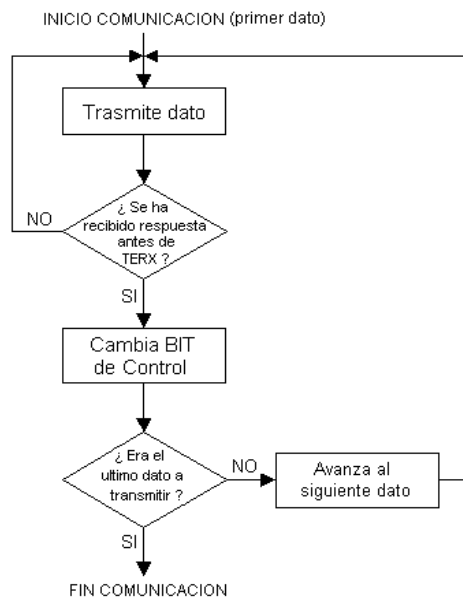 INICIO COMUNICACION (primer dato)
Trasmite dato
¿ Se ha
recibido respuesta
antes de
TERX ?
NO
SI
Cambia BIT
de Control
¿ Era el
ultimo dato a
transmitir ?
NO
Avanza al
siguiente dato
SI
FIN COMUNICACION